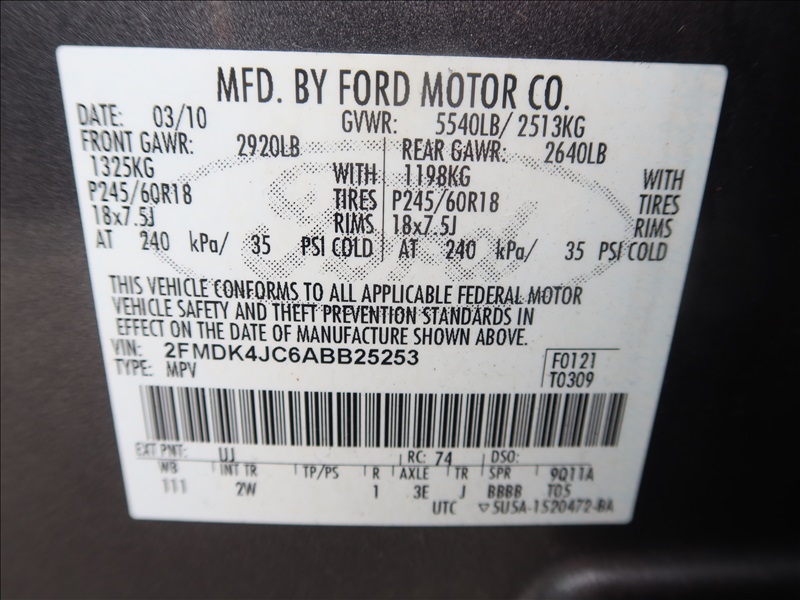 MFD. BY FORD MOTOR CO.
DATE: 03/10 GVWR: 5540LB/ 2513KG
FRONT GAWR: 2920LB REAR GAWR: 2640LB
1325KG WITH 1198KG WITH
P245/60R18 TIRES P245/60R18 TIRES
18x7.5J RIMS 18x7.5J RIMS
AT 240 kPa/ 35 PSI COLD AT 240 kPa/ 35 PSI COLD
THIS VEHICLE CONFORMS TO ALL APPLICABLE FEDERAL MOTOR
VEHICLE SAFETY AND THEFT PREVENTION STANDARDS IN
EFFECT ON THE DATE OF MANUFACTURE SHOWN ABOVE.
VIN: 2FMDK4JC6ABB25253 F0121
TYPE: MPV T0309
EXT PNT: UJ RC: 74 DSO:
WB INT TR TP/PS R AXLE TR SPR 9Q11A
111 2W 1 3E J BBBB T05
UTC ▽5U5A-1520472-BA
Ford